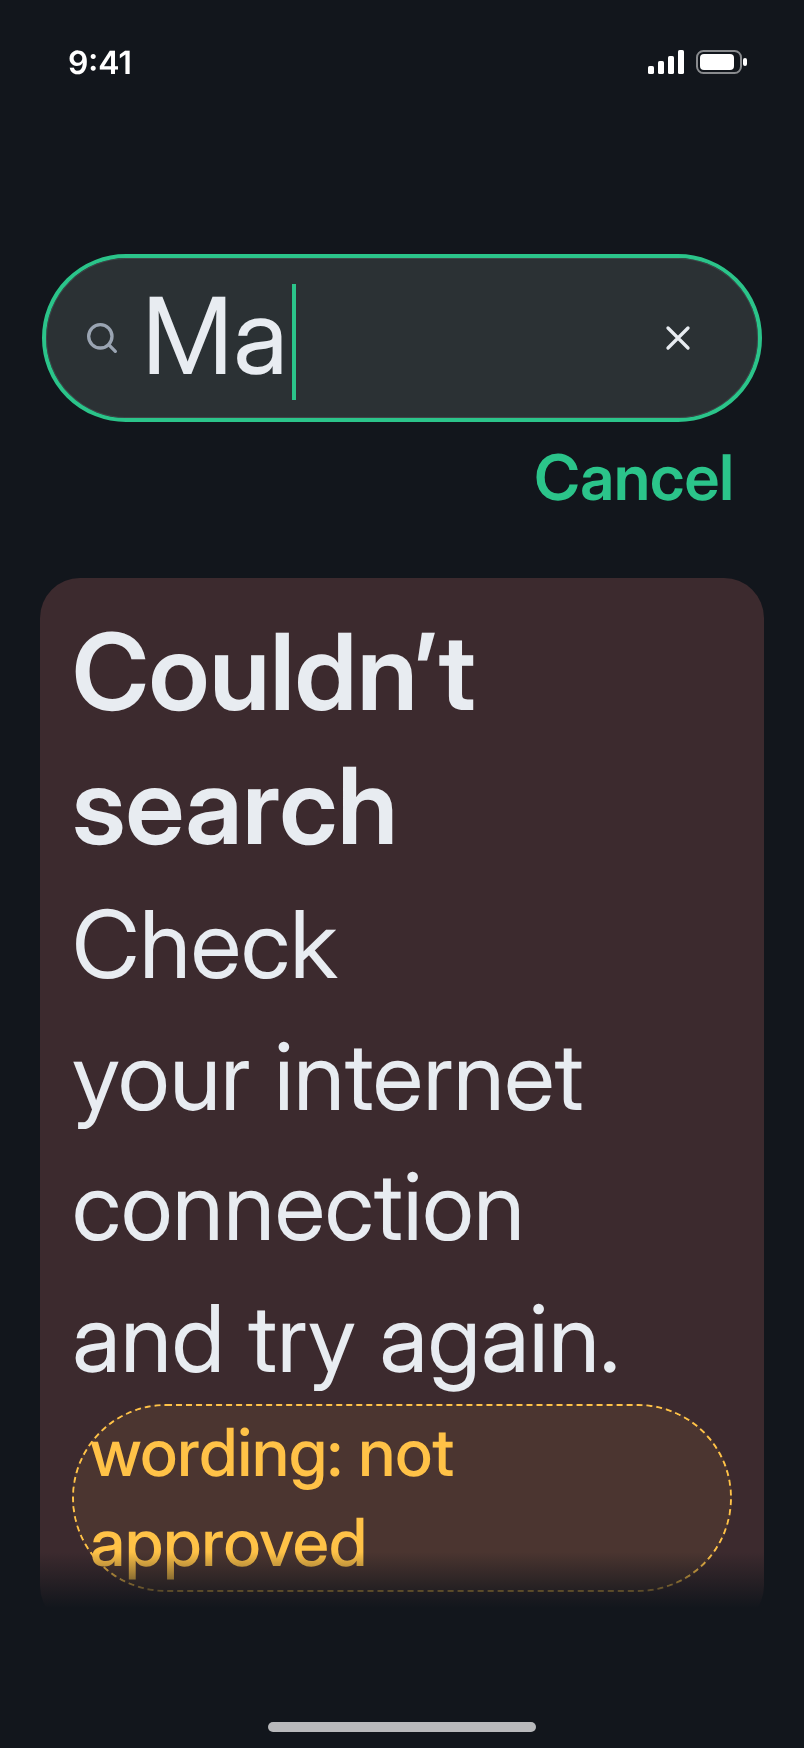 9:41
Ma
Cancel
Couldn’t
search
Check
your internet
connection
and try again.
wording: not
approved